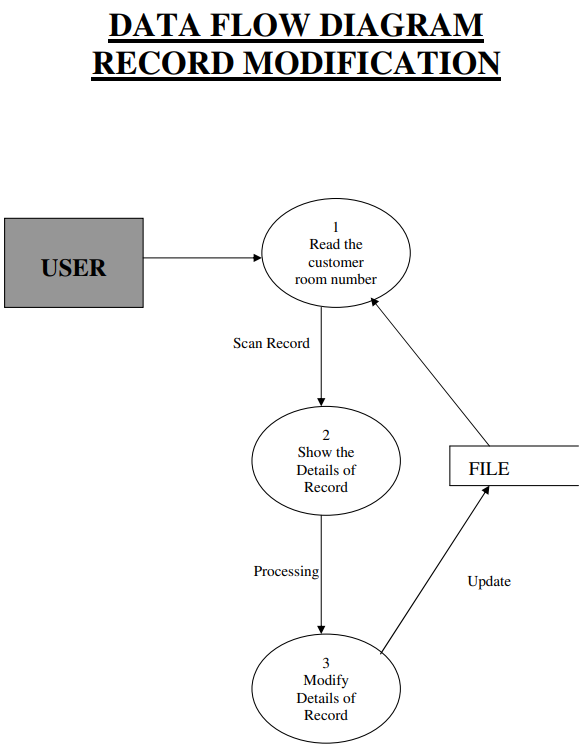 DATA FLOW DIAGRAM
RECORD MODIFICATION
1
Read the
customer
room number
USER
Scan Record
2
Show the
Details of
Record
FILE
Processing
Update
3
Modify
Details of
Record